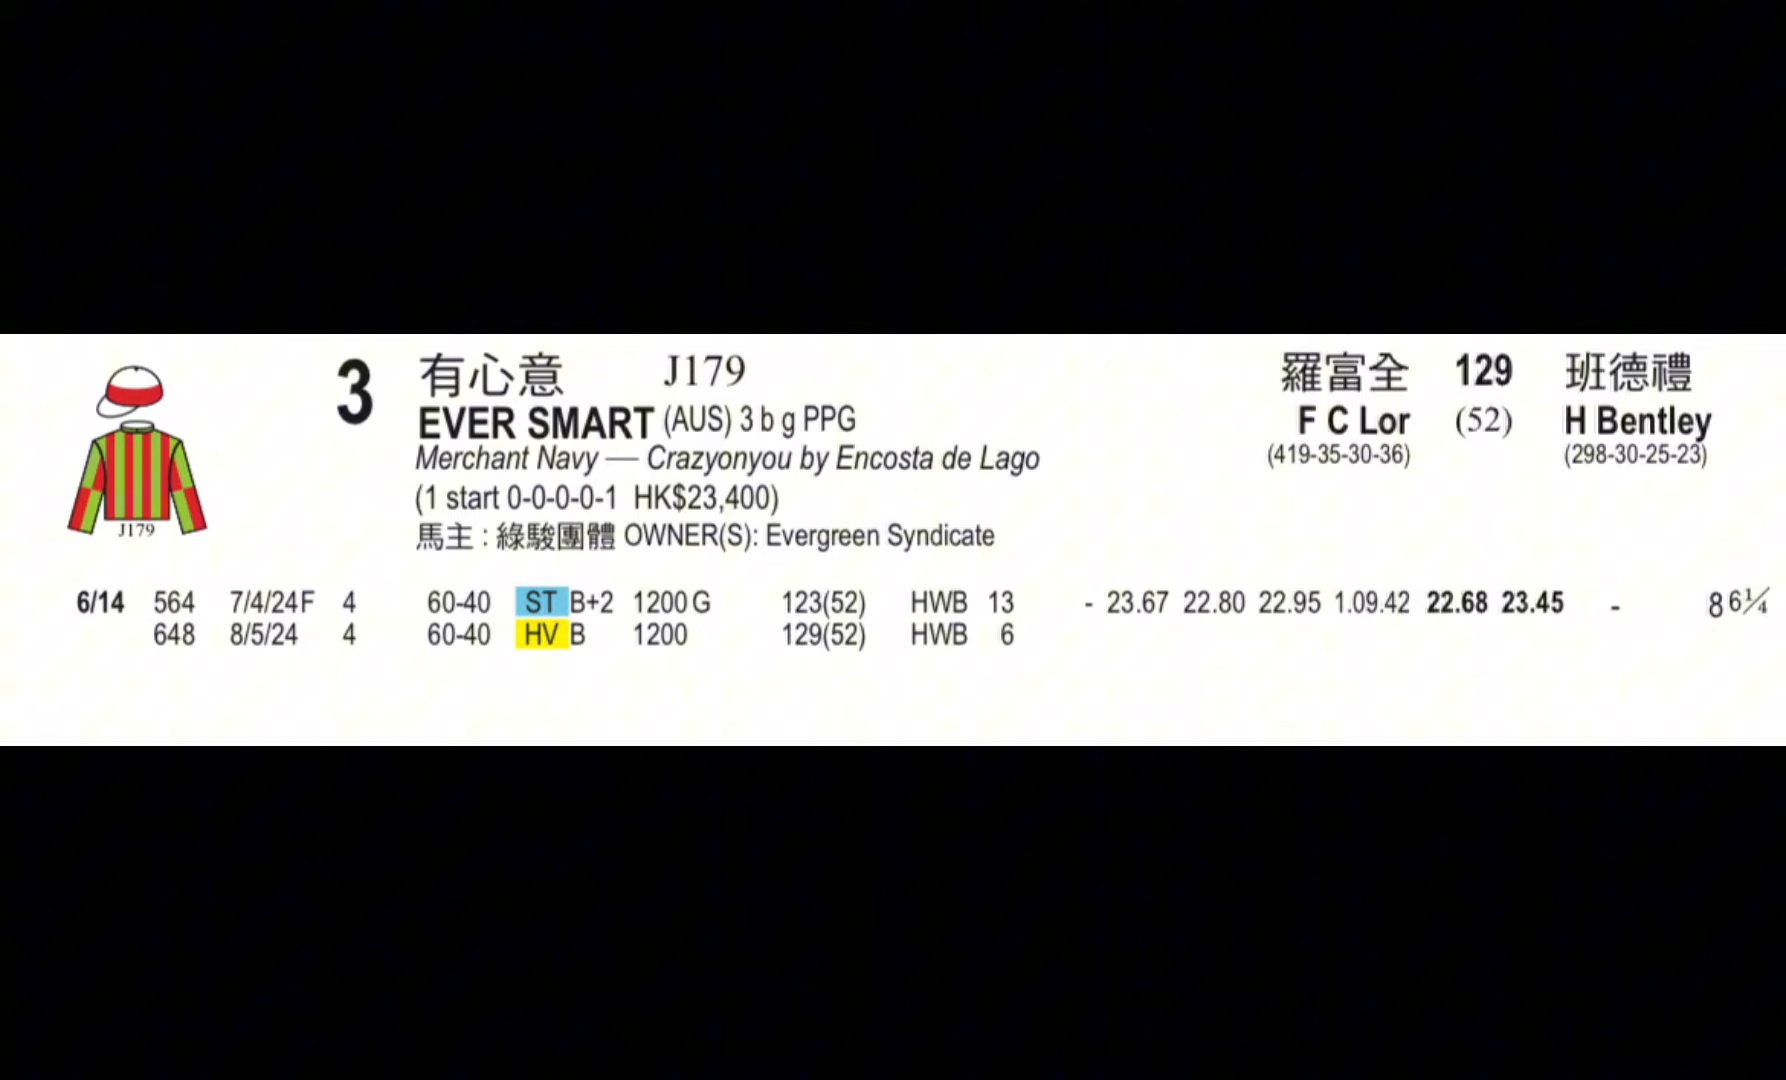 3 有心意 J179 羅富全 129 班德禮
EVER SMART (AUS) 3 b g PPG F C Lor (52) H Bentley
Merchant Navy — Crazyonyou by Encosta de Lago (419-35-30-36) (298-30-25-23)
(1 start 0-0-0-0-1 HK$23,400)
J179
馬主 : 綠駿團體 OWNER(S): Evergreen Syndicate
6/14 564 7/4/24F 4 60-40 ST B+2 1200G 123(52) HWB 13 - 23.67 22.80 22.95 1.09.42 22.68 23.45 - 8 6¼
648 8/5/24 4 60-40 HV B 1200 129(52) HWB 6